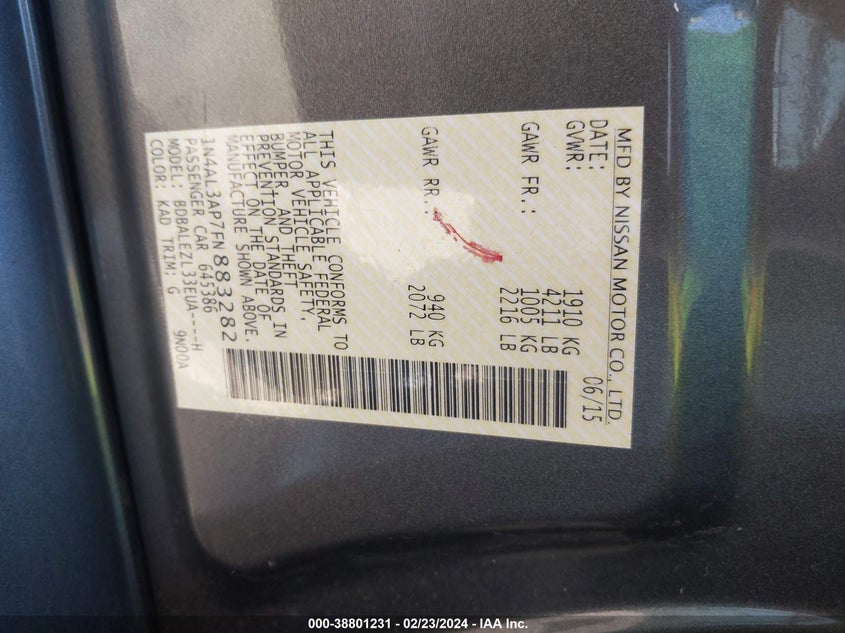 MFD BY NISSAN MOTOR CO., LTD.
DATE: 06/15
GVWR: 1910 KG
4211 LB
GAWR FR.: 1005 KG
2216 LB
GAWR RR.: 940 KG
2072 LB
THIS VEHICLE CONFORMS TO
ALL APPLICABLE FEDERAL
MOTOR VEHICLE SAFETY,
BUMPER, AND THEFT
PREVENTION STANDARDS IN
EFFECT ON THE DATE OF
MANUFACTURE SHOWN ABOVE.
1N4AL3AP7FN883282
PASSENGER CAR 645386
MODEL: BDBALEZL33EUA----H
COLOR: KAD TRIM: G 9N00A
000-38801231 - 02/23/2024 - IAA Inc.